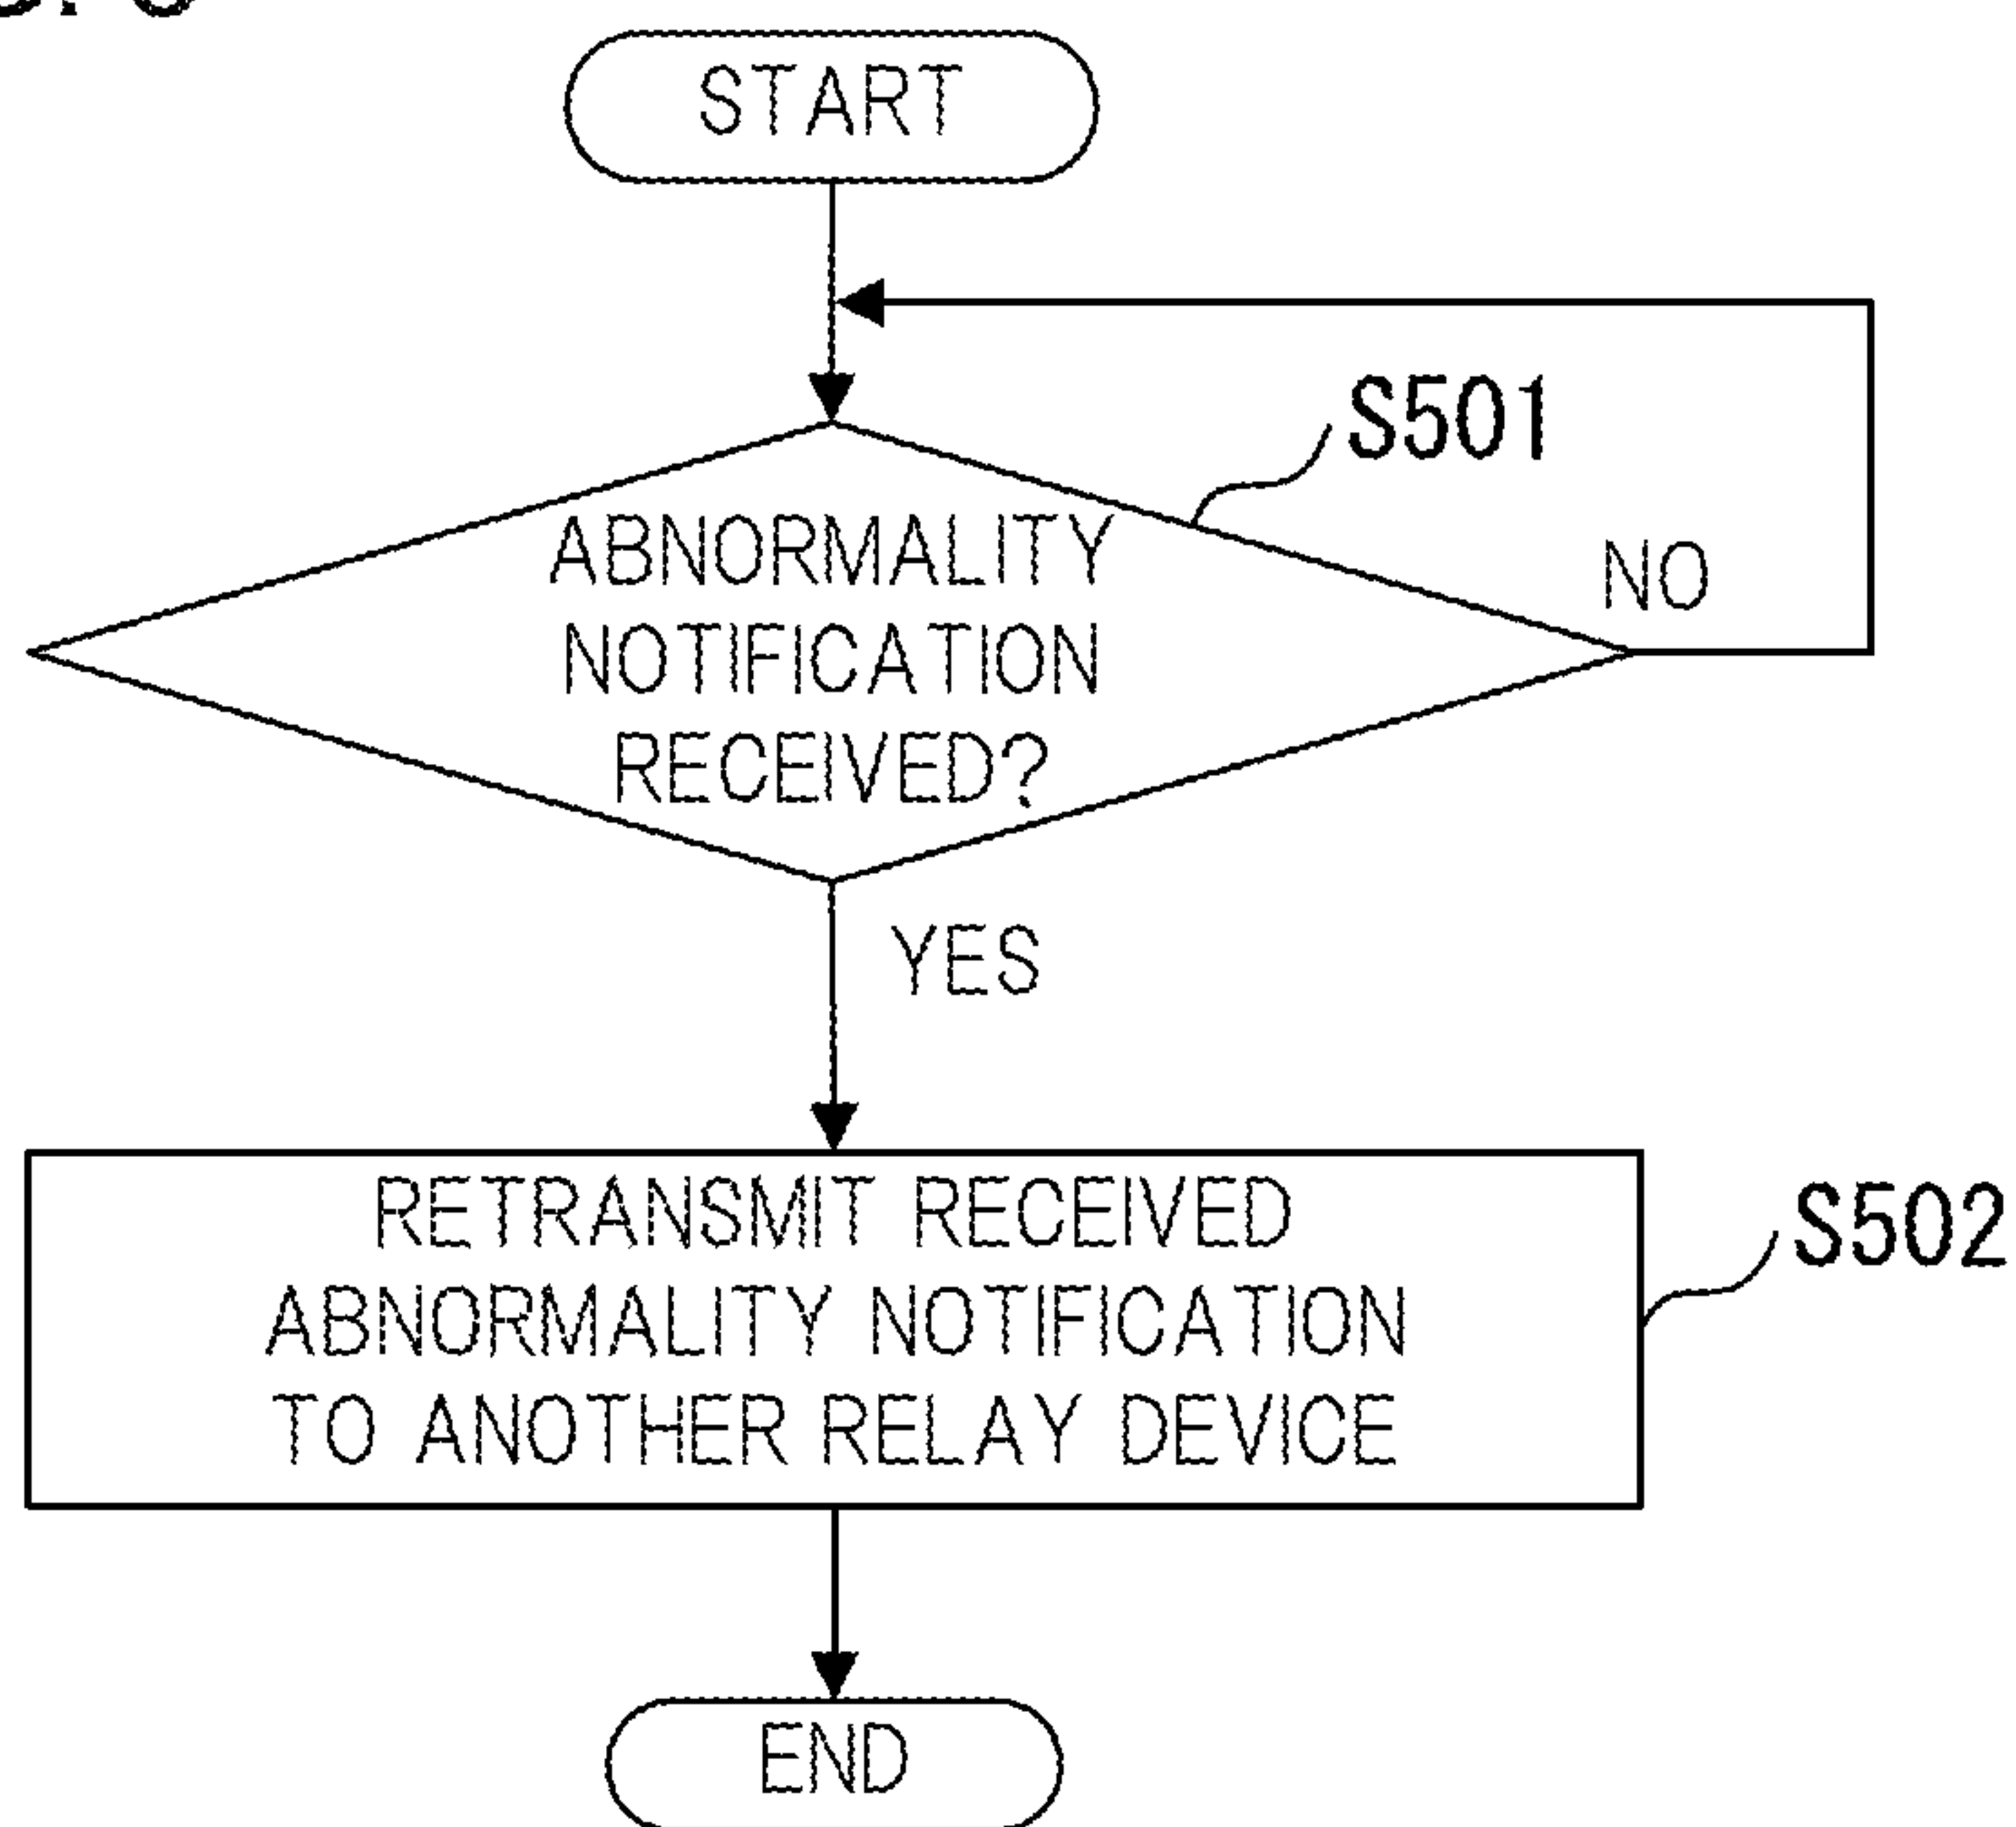 START
S501
ABNORMALITY
NOTIFICATION
RECEIVED?
NO
YES
RETRANSMIT RECEIVED
ABNORMALITY NOTIFICATION
TO ANOTHER RELAY DEVICE
S502
END